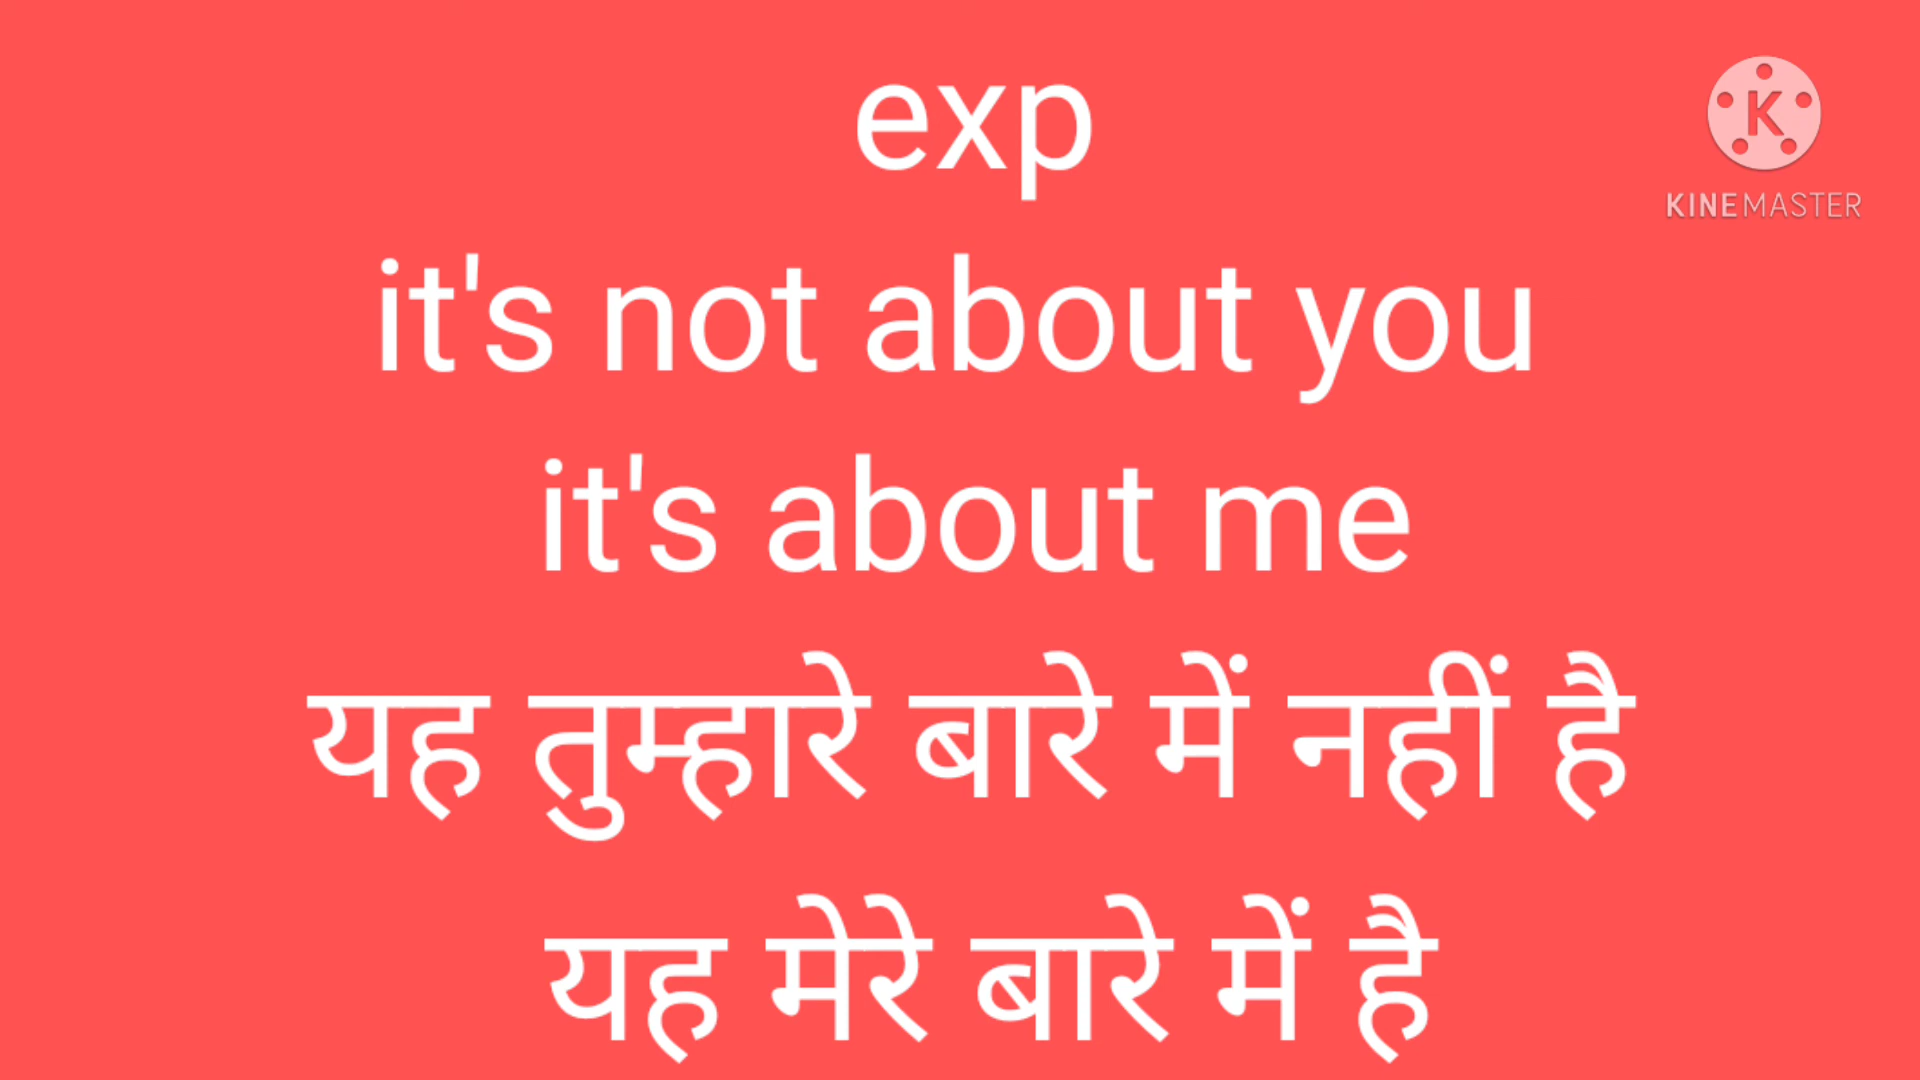 exp
K
KINEMASTER
it's not about you
it's about me
यह तुम्हारे बारे में नहीं है
यह मेरे बारे में है